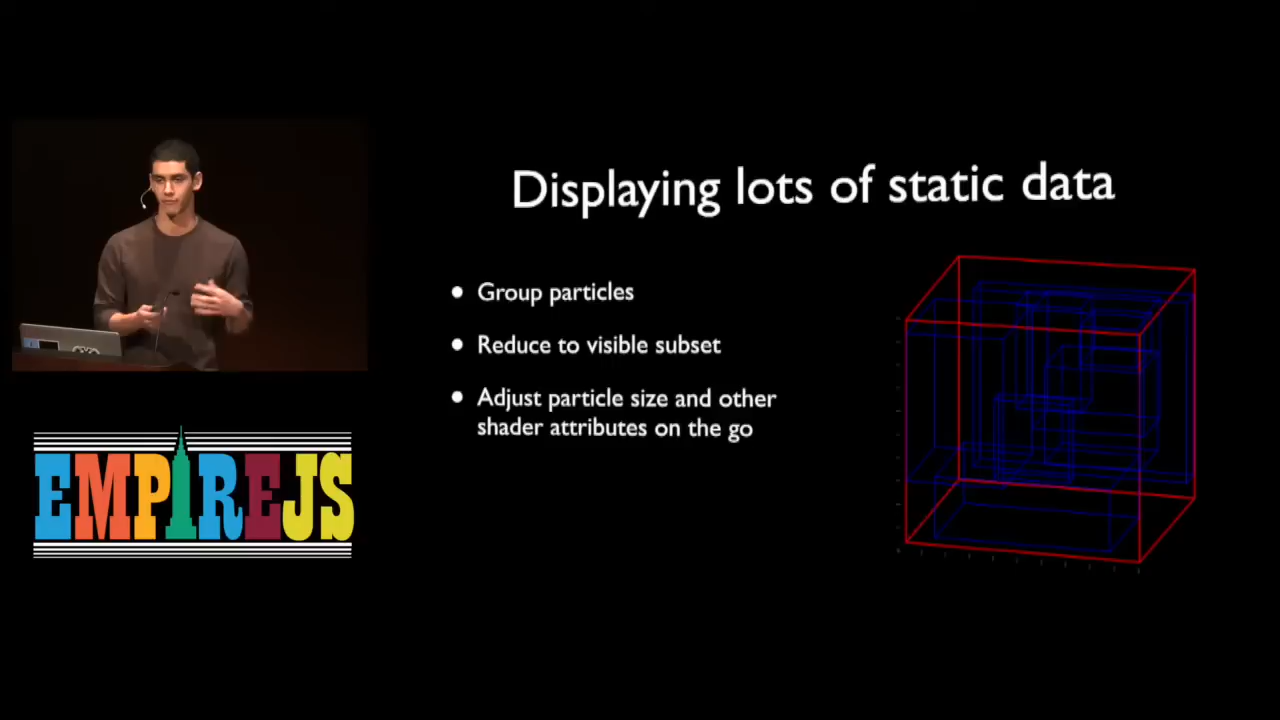 Displaying lots of static data
Group particles
Reduce to visible subset
Adjust particle size and other
shader attributes on the go
EMPIREJS